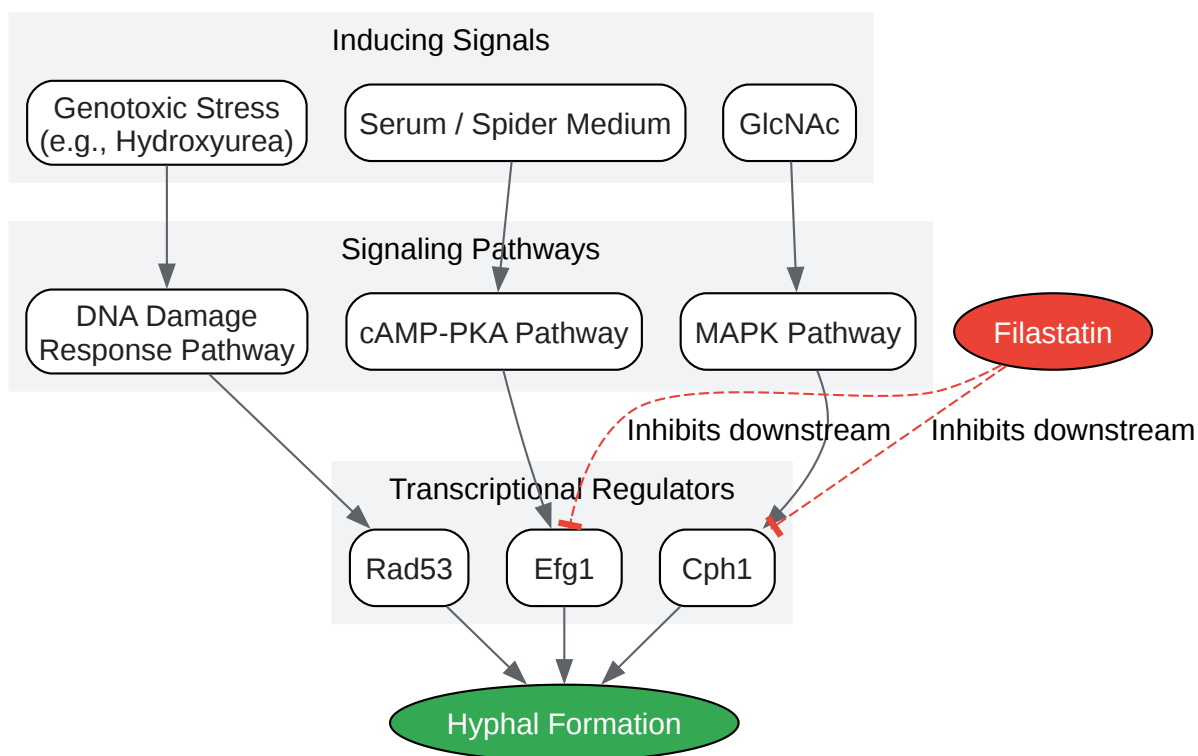 Inducing Signals
Genotoxic Stress
(e.g., Hydroxyurea)
Serum / Spider Medium
GlcNAc
Signaling Pathways
DNA Damage
Response Pathway
cAMP-PKA Pathway
MAPK Pathway
Filastatin
Inhibits downstream
Inhibits downstream
Transcriptional Regulators
Rad53
Efg1
Cph1
Hyphal Formation